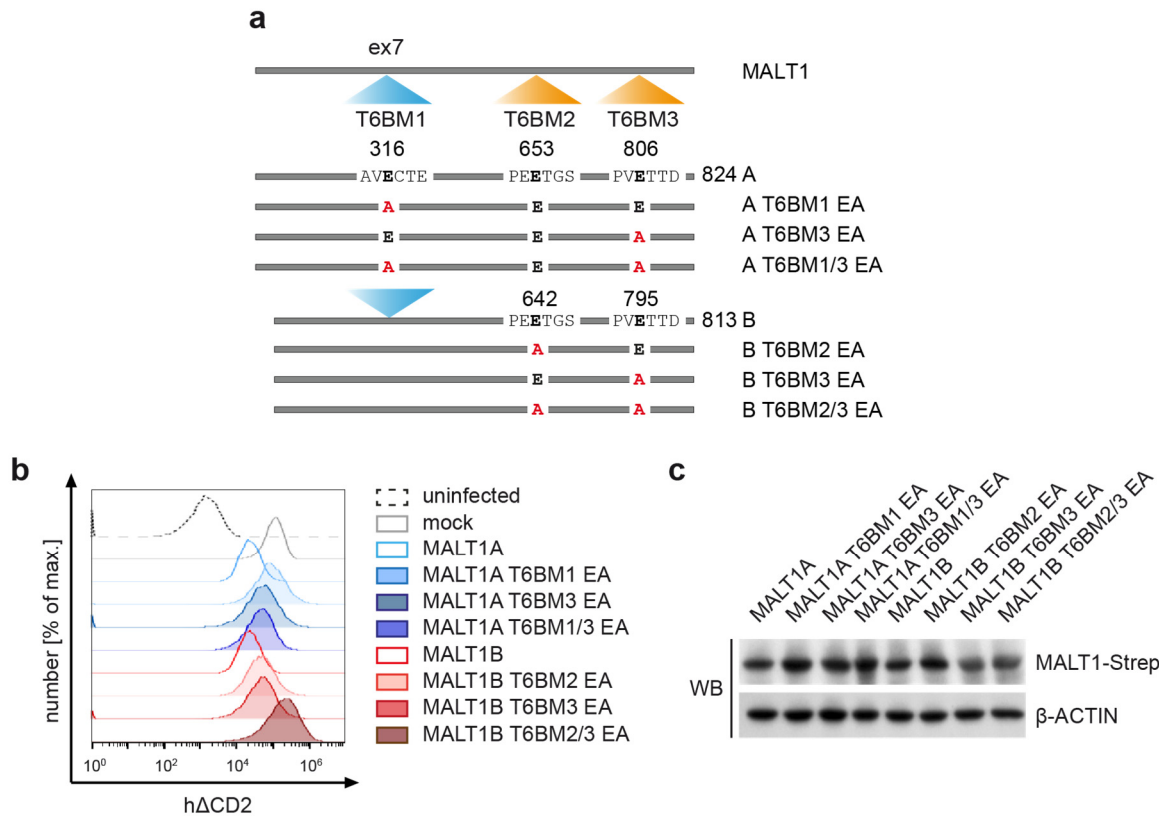 a
ex7
MALT1
T6BM1 T6BM2 T6BM3
316 653 806
AVECTE PEETGS PVETTD 824 A
A E E A T6BM1 EA
E E A A T6BM3 EA
A E A A T6BM1/3 EA
642 795
PEETGS PVETTD 813 B
A E B T6BM2 EA
E A B T6BM3 EA
A A B T6BM2/3 EA
b
number [% of max.]
10⁰ 10² 10⁴ 10⁶
hΔCD2
uninfected
mock
MALT1A
MALT1A T6BM1 EA
MALT1A T6BM3 EA
MALT1A T6BM1/3 EA
MALT1B
MALT1B T6BM2 EA
MALT1B T6BM3 EA
MALT1B T6BM2/3 EA
c
MALT1A
MALT1A T6BM1 EA
MALT1A T6BM3 EA
MALT1A T6BM1/3 EA
MALT1B
MALT1B T6BM2 EA
MALT1B T6BM3 EA
MALT1B T6BM2/3 EA
WB
MALT1-Strep
β-ACTIN